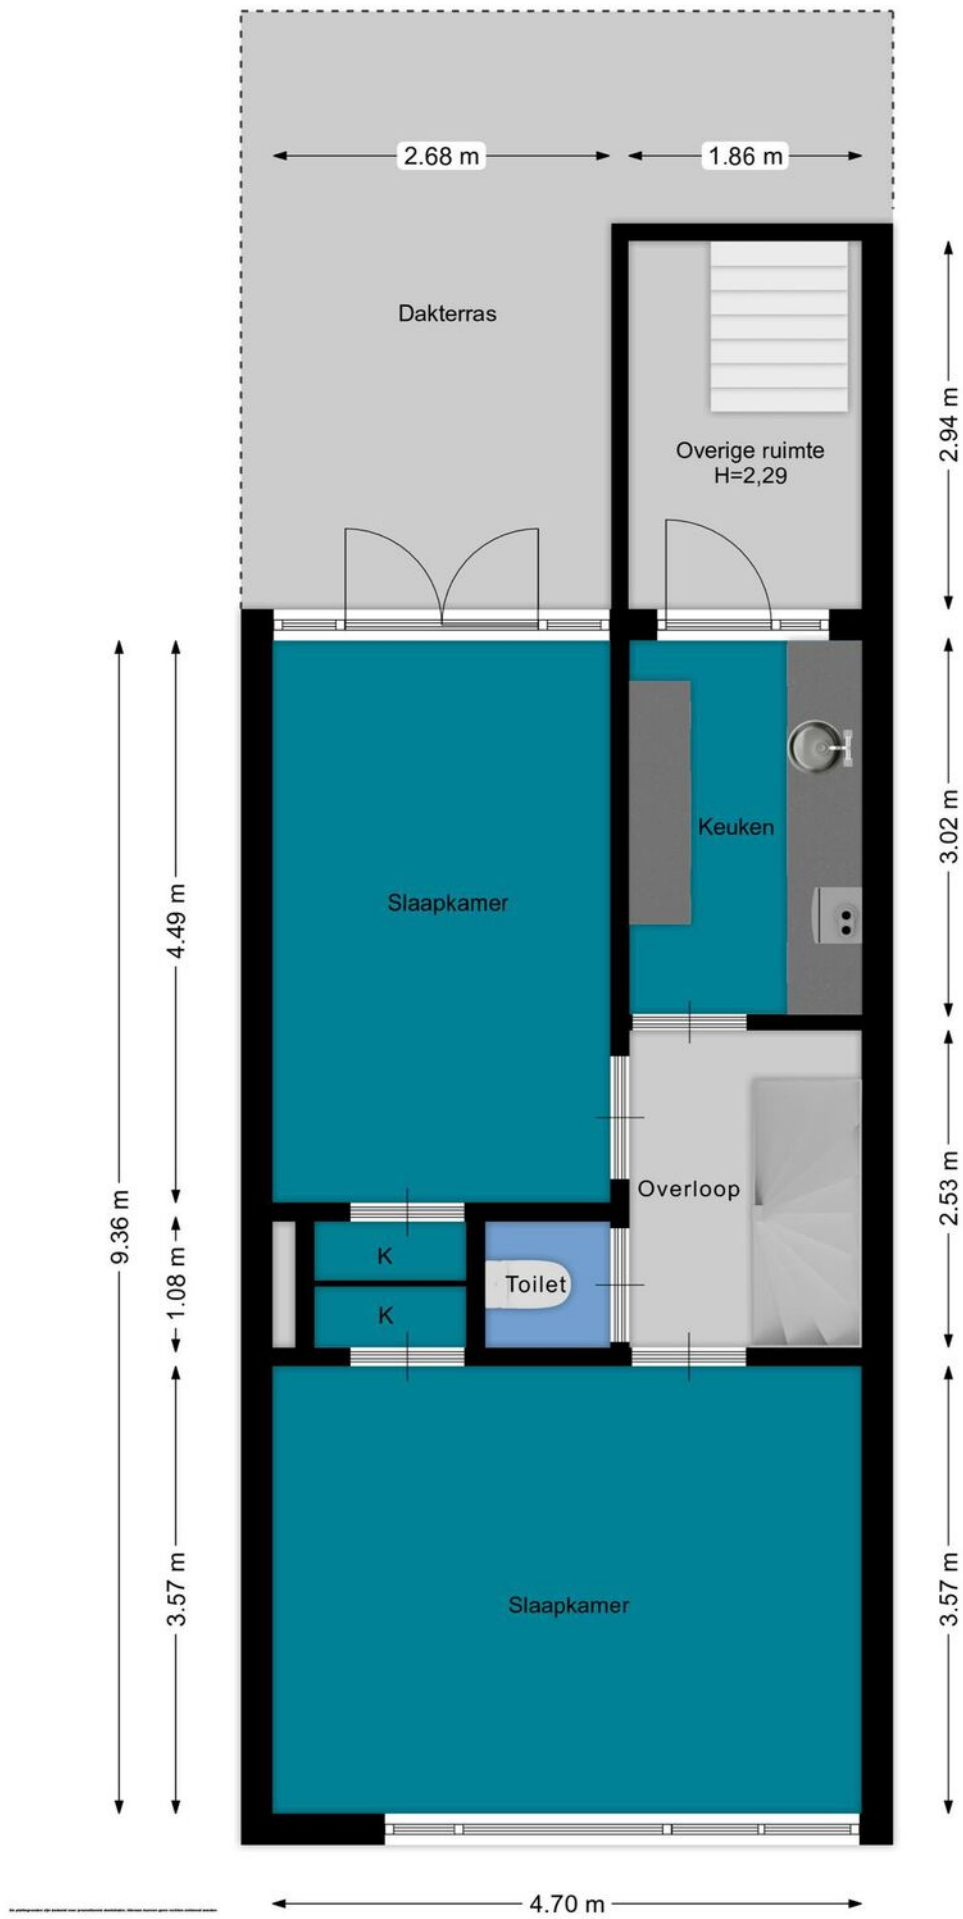 2.68 m
1.86 m
Dakterras
2.94 m
Overige ruimte
H=2,29
Keuken
3.02 m
Slaapkamer
4.49 m
Overloop
2.53 m
9.36 m
K
1.08 m
Toilet
K
Slaapkamer
3.57 m
3.57 m
4.70 m